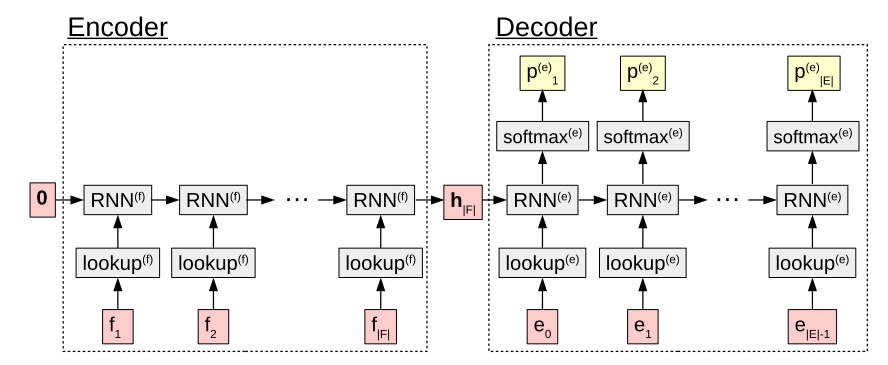 Encoder Decoder
p(e)1 p(e)2 p(e)|E|
softmax(e) softmax(e) softmax(e)
0 RNN(f) RNN(f) ··· RNN(f) h|F| RNN(e) RNN(e) ··· RNN(e)
lookup(f) lookup(f) lookup(f) lookup(e) lookup(e) lookup(e)
f1 f2 f|F| e0 e1 e|E|-1